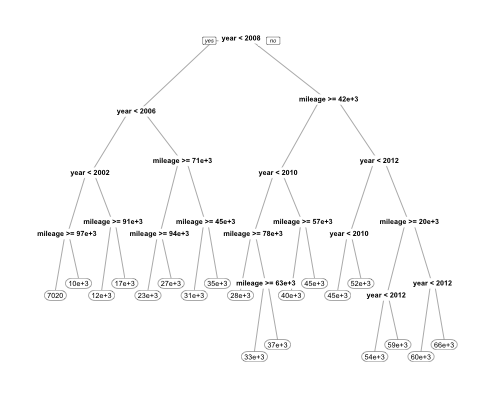 yes year < 2008 no
mileage >= 42e+3
year < 2006
mileage >= 71e+3 year < 2012
year < 2002 year < 2010
mileage >= 91e+3 mileage >= 45e+3 mileage >= 57e+3 mileage >= 20e+3
mileage >= 97e+3 mileage >= 94e+3 mileage >= 78e+3 year < 2010
10e+3 17e+3 27e+3 35e+3 mileage >= 63e+3 45e+3 52e+3 year < 2012
7020 12e+3 23e+3 31e+3 28e+3 40e+3 45e+3 year < 2012
37e+3 59e+3 66e+3
33e+3 54e+3 60e+3